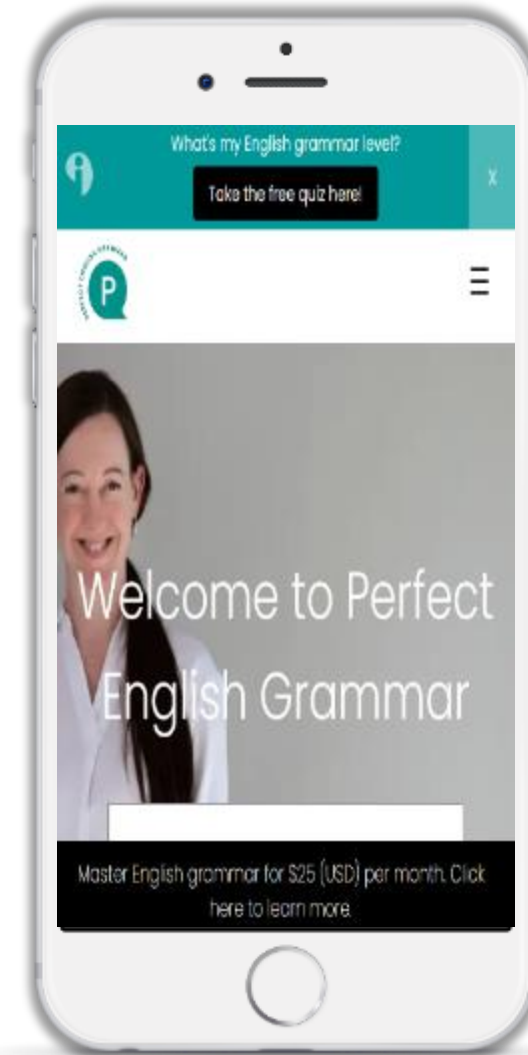 What's my English grammar level?
Take the free quiz here!
X
P
Welcome to Perfect
English Grammar
Master English grammar for $25 (USD) per month. Click
here to learn more.